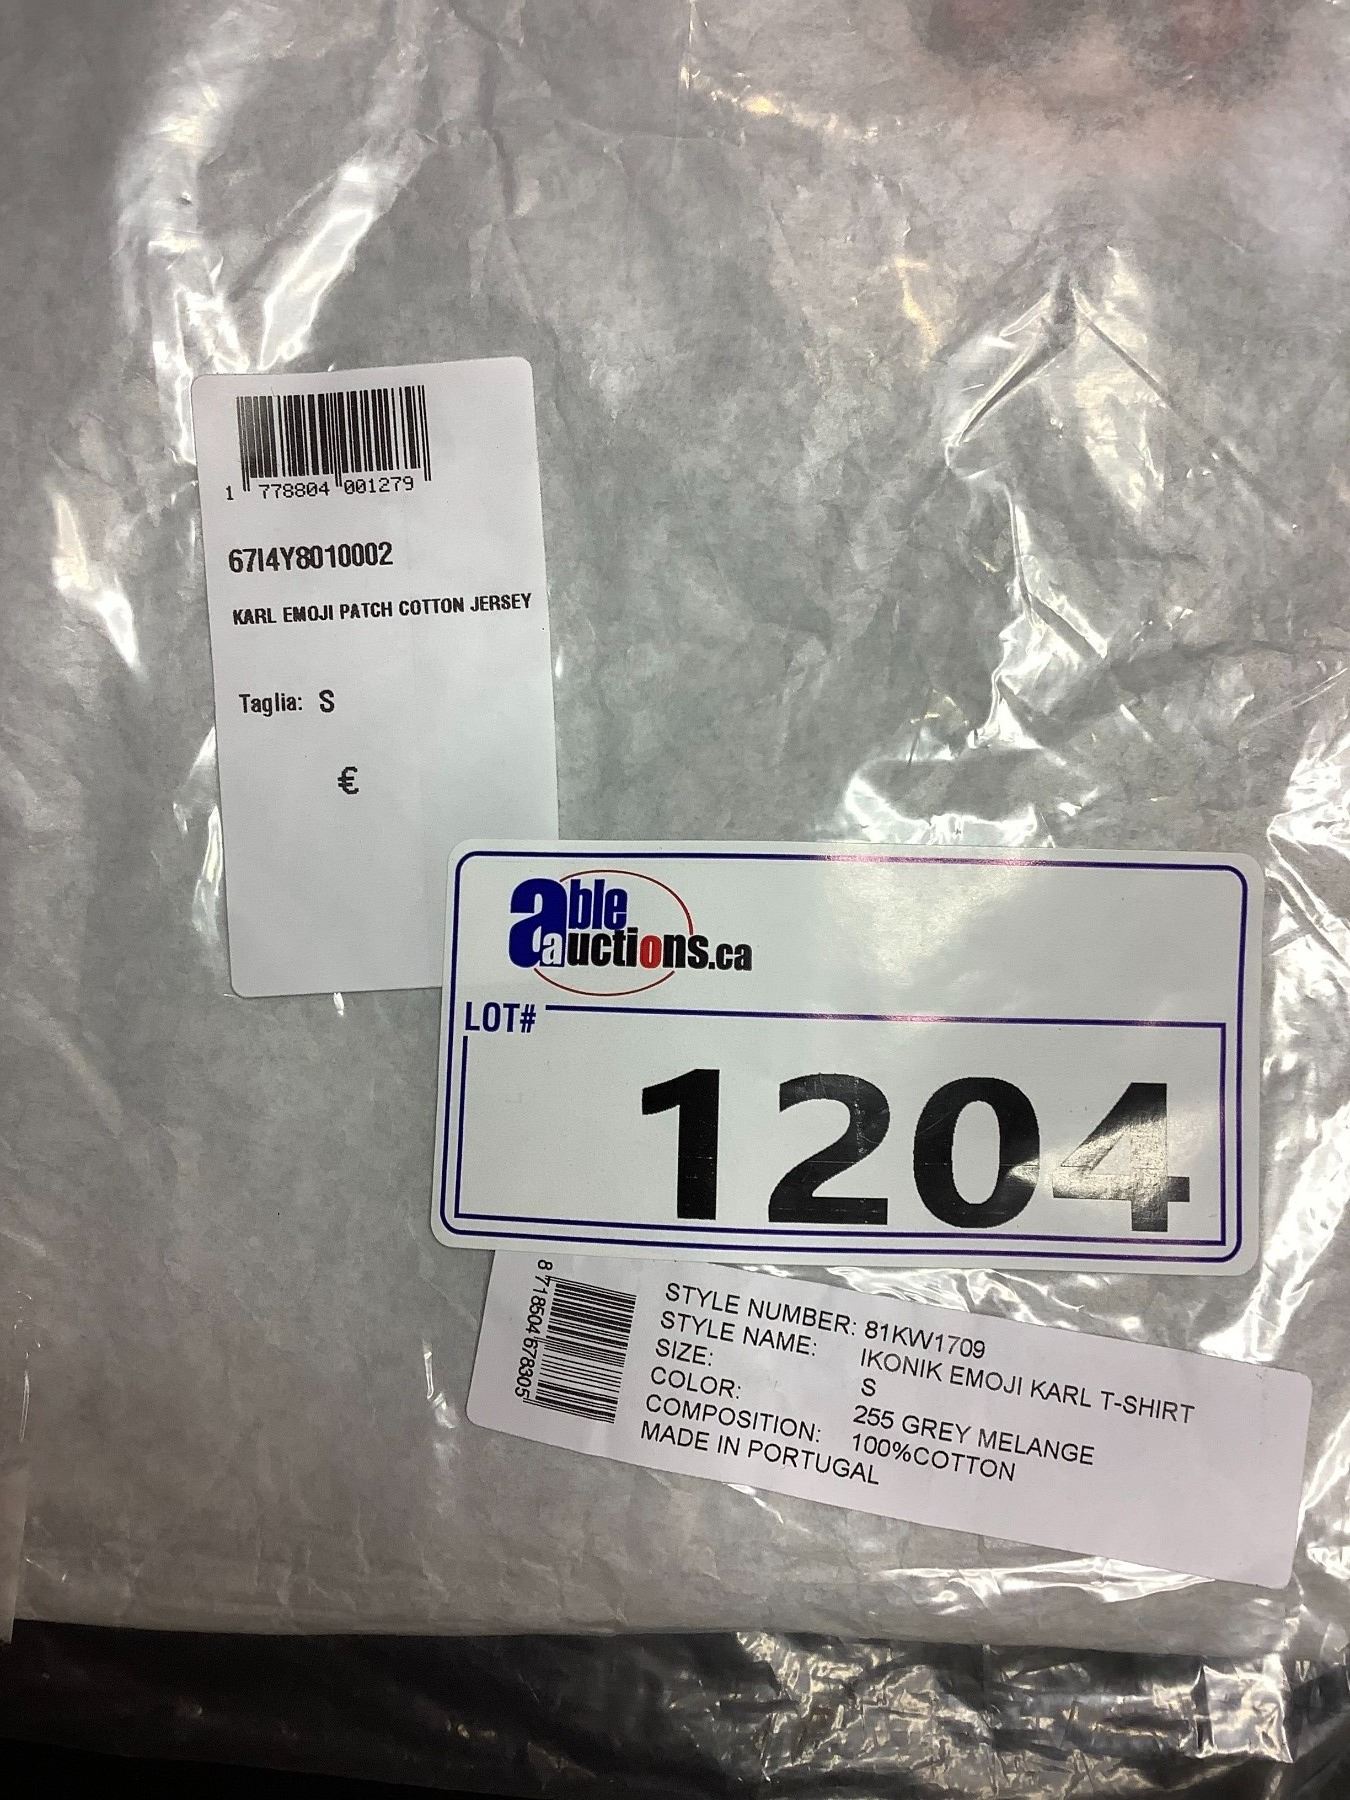 1 778804 001279
67I4Y8010002
KARL EMOJI PATCH COTTON JERSEY
Taglia: S
€
able
auctions.ca
LOT#
1204
8 718504 678305
STYLE NUMBER: 81KW1709
STYLE NAME: IKONIK EMOJI KARL T-SHIRT
SIZE: S
COLOR: 255 GREY MELANGE
COMPOSITION: 100%COTTON
MADE IN PORTUGAL